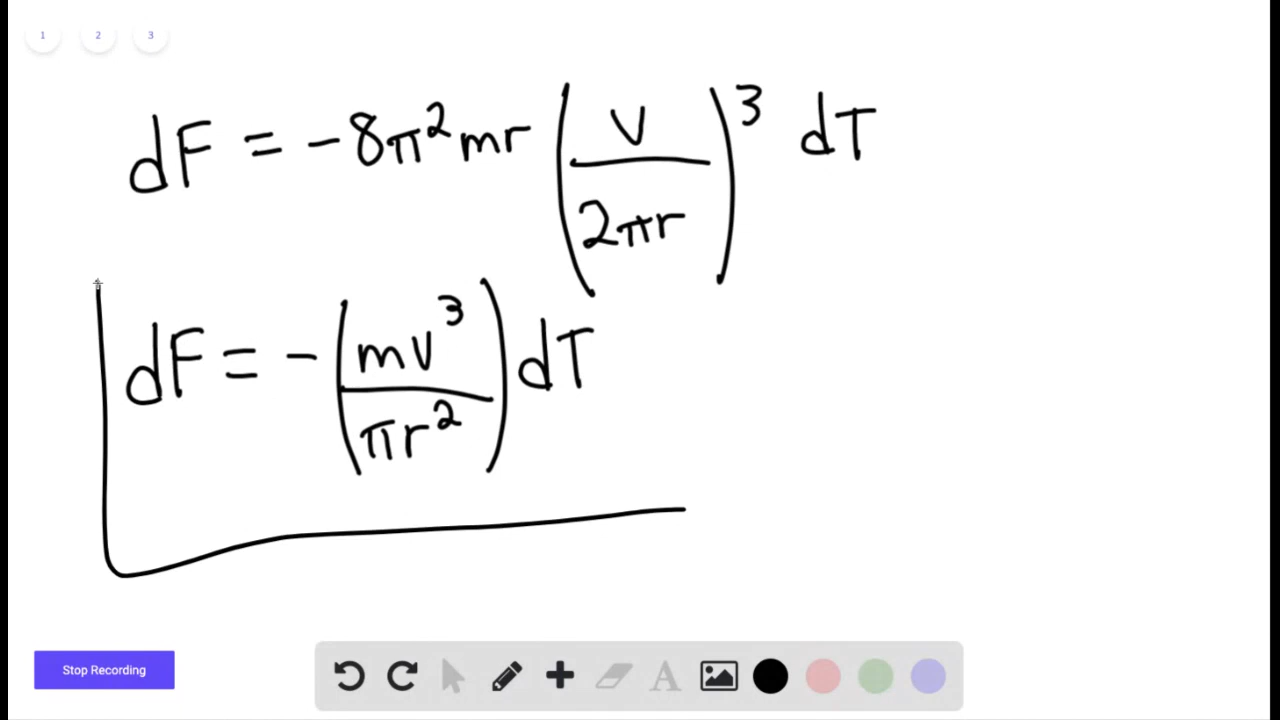 1 2 3
dF = -8π²mr (v / 2πr)³ dT
dF = -(mv³ / πr²) dT
Stop Recording
A